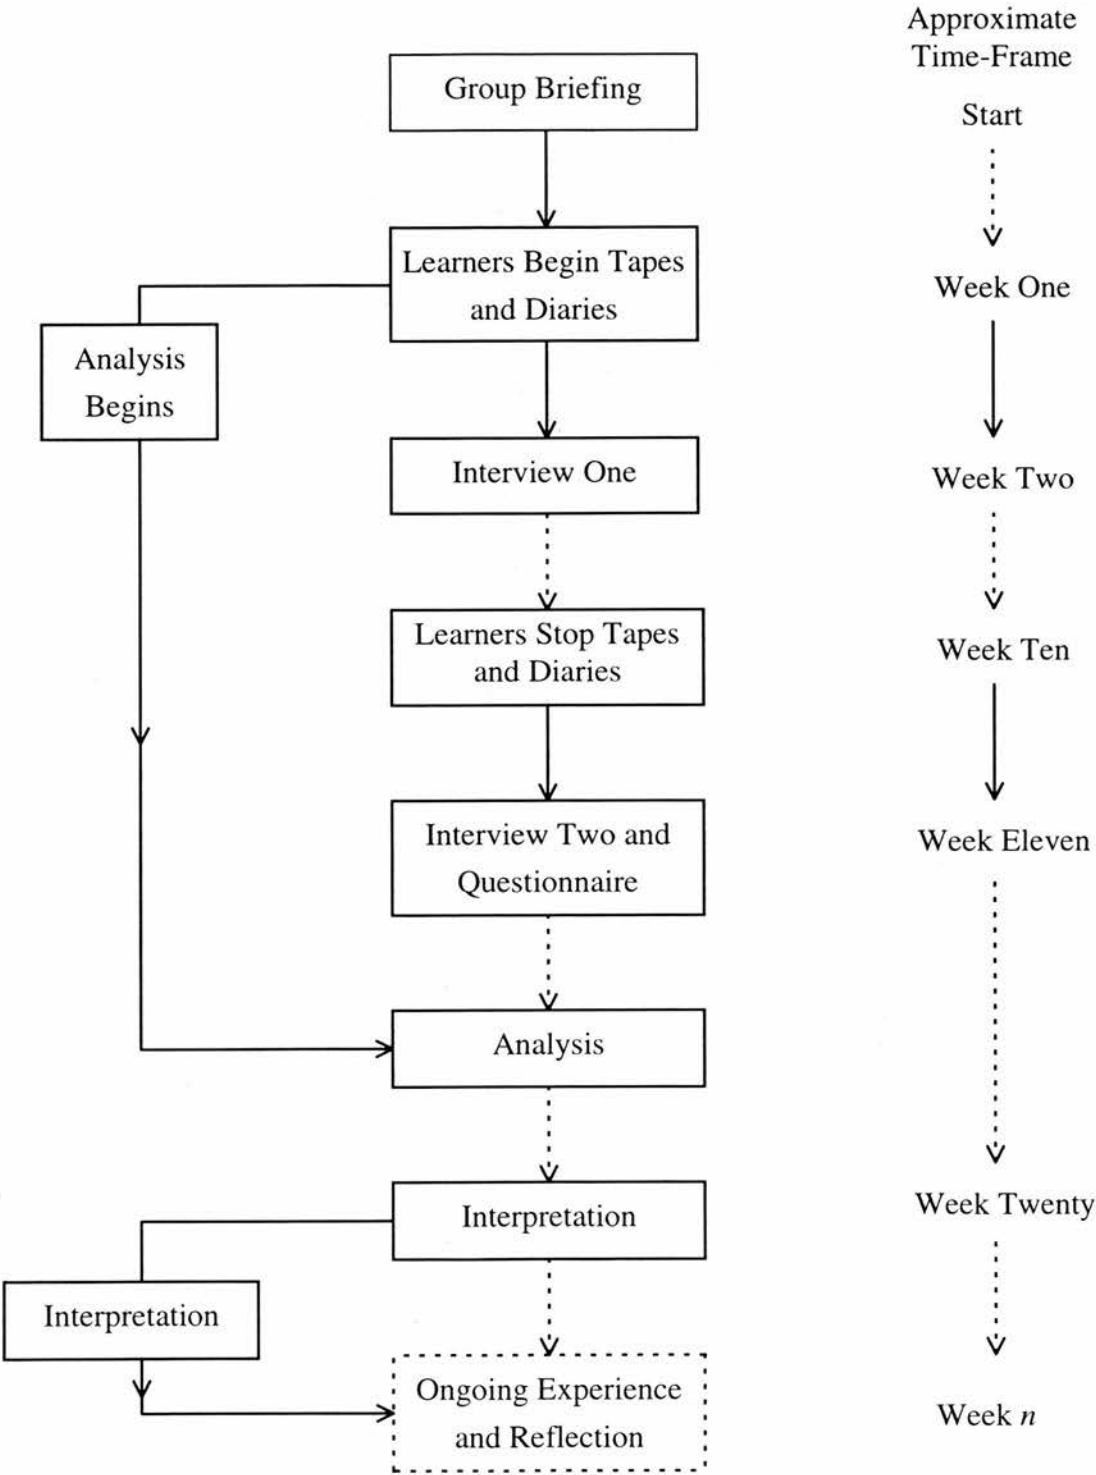 Approximate
Time-Frame
Group Briefing
Start
Learners Begin Tapes
and Diaries
Week One
Analysis
Begins
Interview One
Week Two
Learners Stop Tapes
and Diaries
Week Ten
Interview Two and
Questionnaire
Week Eleven
Analysis
Interpretation
Week Twenty
Interpretation
Ongoing Experience
and Reflection
Week n